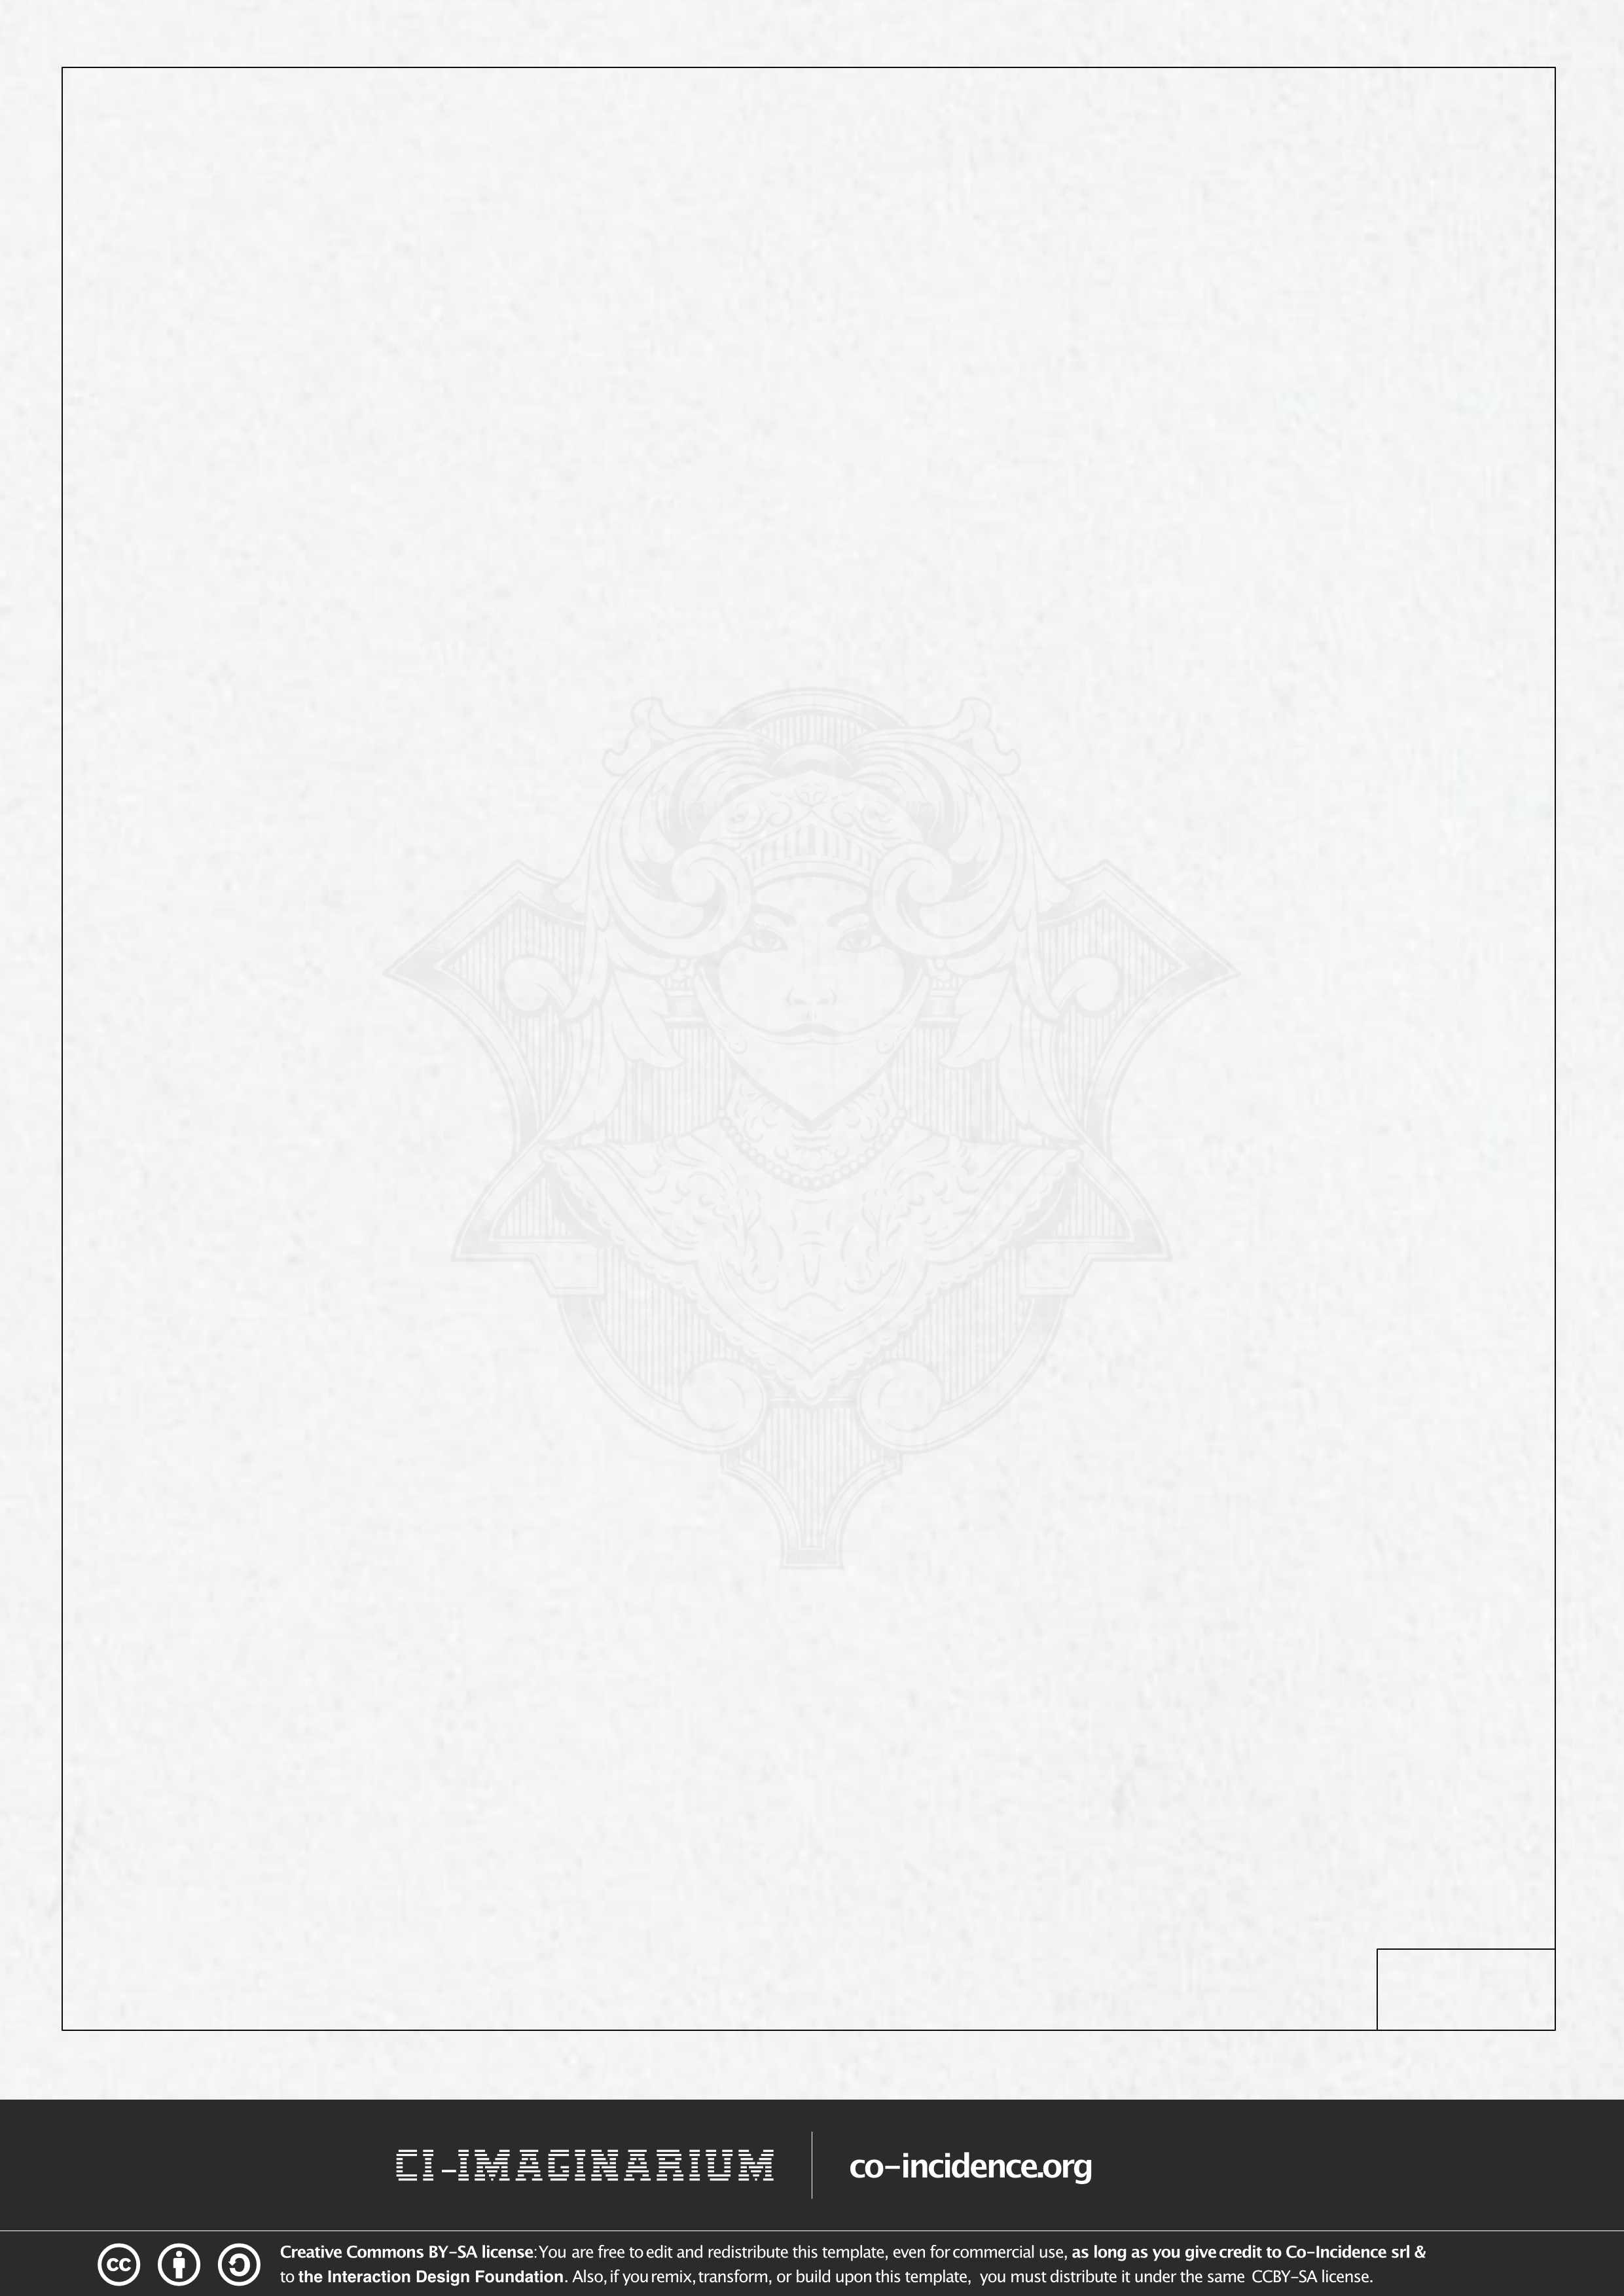 CI-IMAGINARIUM
co-incidence.org
cc
Creative Commons BY-SA license: You are free to edit and redistribute this template, even for commercial use, as long as you give credit to Co-Incidence srl &
to the Interaction Design Foundation. Also, if you remix, transform, or build upon this template, you must distribute it under the same CCBY-SA license.